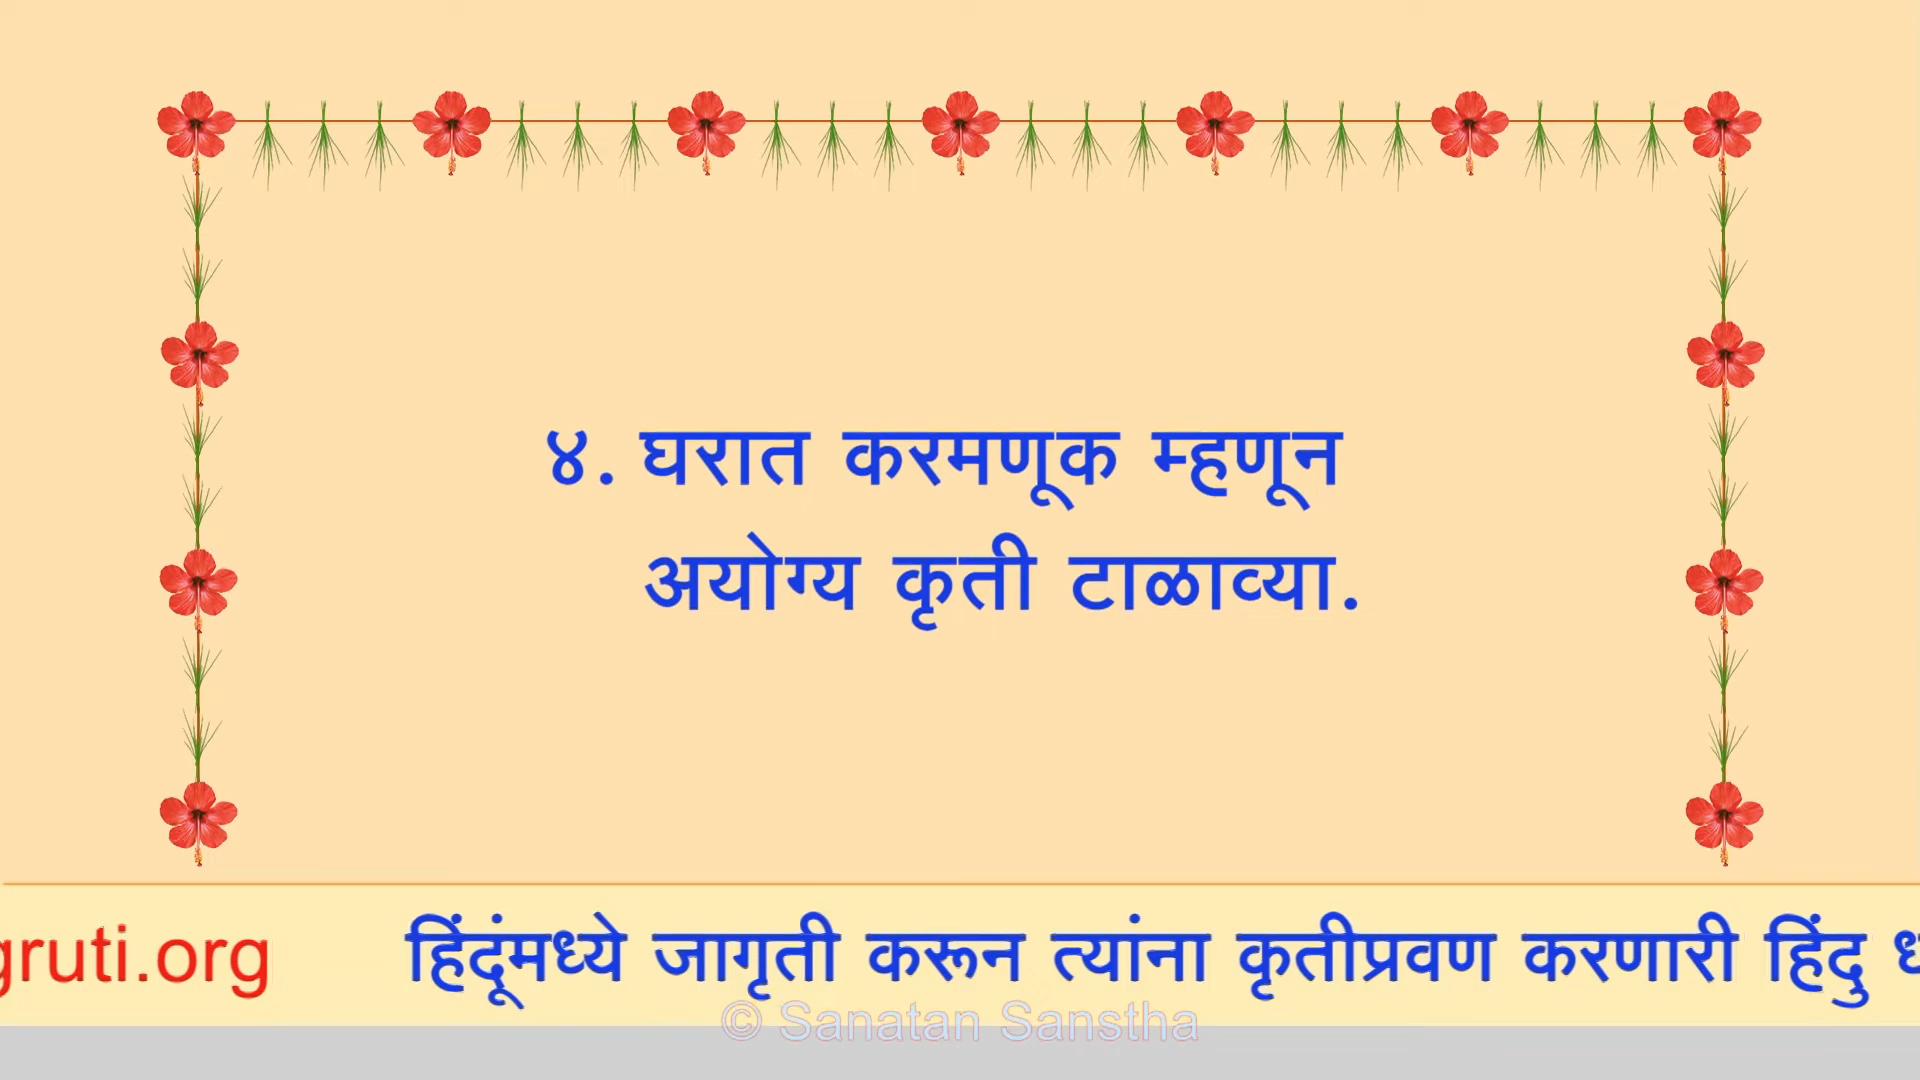 ४. घरात करमणूक म्हणून
अयोग्य कृती टाळाव्या.
gruti.org हिंदूंमध्ये जागृती करून त्यांना कृतीप्रवण करणारी हिंदु
© Sanatan Sanstha